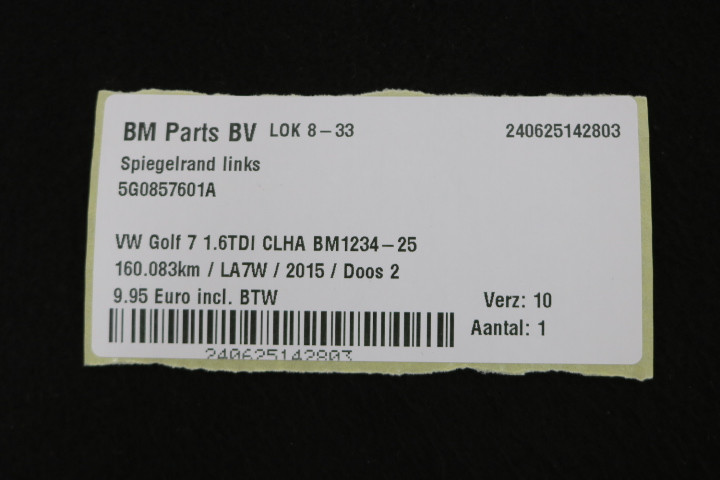 BM Parts BV LOK 8-33 240625142803
Spiegelrand links
5G0857601A
VW Golf 7 1.6TDI CLHA BM1234-25
160.083km / LA7W / 2015 / Doos 2
9.95 Euro incl. BTW
Verz: 10
Aantal: 1
240625142803